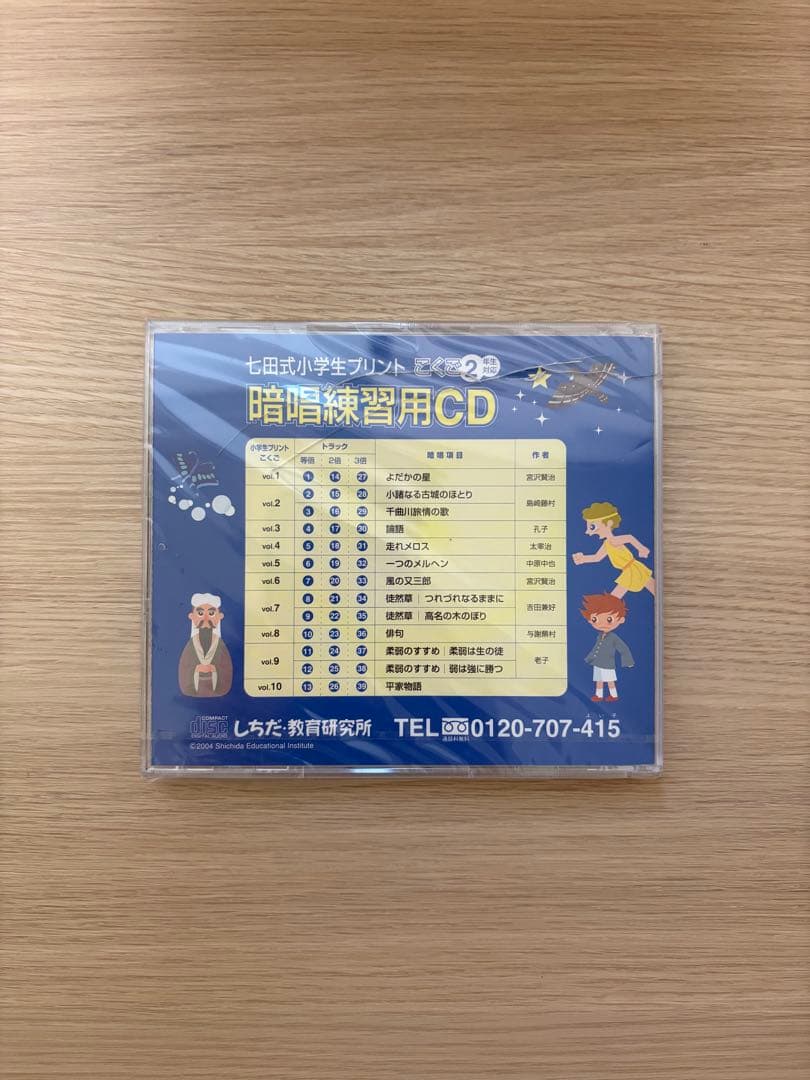 七田式小学生プリント こくご2年生対応
暗唱練習用CD
小学生プリントこくご トラック 暗唱項目 作者
等倍 2倍 3倍
vol.1 1 14 27 よだかの星 宮沢賢治
vol.2 2 15 28 小諸なる古城のほとり 島崎藤村
3 16 29 千曲川旅情の歌
vol.3 4 17 30 論語 孔子
vol.4 5 18 31 走れメロス 太宰治
vol.5 6 19 32 一つのメルヘン 中原中也
vol.6 7 20 33 風の又三郎 宮沢賢治
vol.7 8 21 34 徒然草 | つれづれなるままに 吉田兼好
9 22 35 徒然草 | 高名の木のぼり
vol.8 10 23 36 俳句 与謝蕪村
vol.9 11 24 37 柔弱のすすめ | 柔弱は生の徒 老子
12 25 38 柔弱のすすめ | 弱は強に勝つ
vol.10 13 26 39 平家物語
COMPACT disc DIGITAL AUDIO しちだ・教育研究所 TEL 通話料無料 0120-707-415
©2004 Shichida Educational Institute